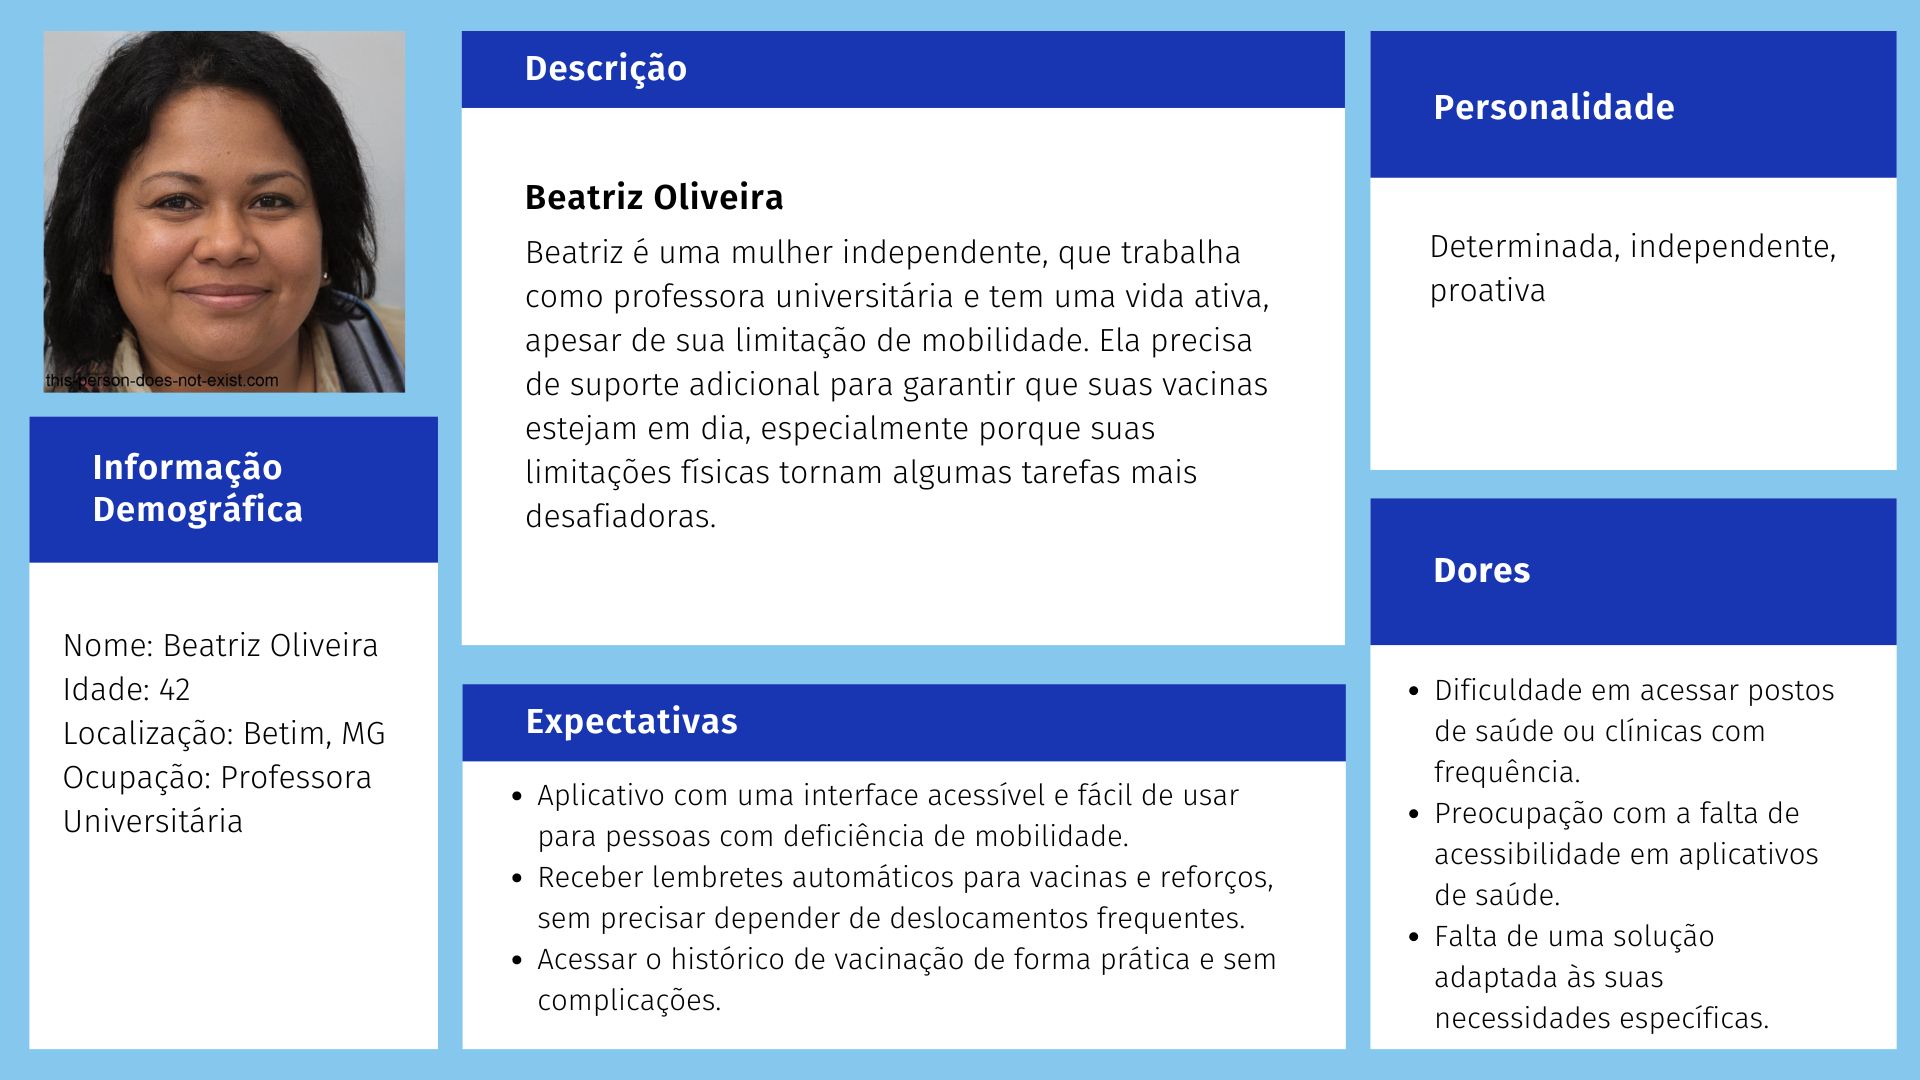 this-person-does-not-exist.com
Informação
Demográfica
Nome: Beatriz Oliveira
Idade: 42
Localização: Betim, MG
Ocupação: Professora
Universitária
Descrição
Beatriz Oliveira
Beatriz é uma mulher independente, que trabalha
como professora universitária e tem uma vida ativa,
apesar de sua limitação de mobilidade. Ela precisa
de suporte adicional para garantir que suas vacinas
estejam em dia, especialmente porque suas
limitações físicas tornam algumas tarefas mais
desafiadoras.
Expectativas
• Aplicativo com uma interface acessível e fácil de usar
para pessoas com deficiência de mobilidade.
• Receber lembretes automáticos para vacinas e reforços,
sem precisar depender de deslocamentos frequentes.
• Acessar o histórico de vacinação de forma prática e sem
complicações.
Personalidade
Determinada, independente,
proativa
Dores
• Dificuldade em acessar postos
de saúde ou clínicas com
frequência.
• Preocupação com a falta de
acessibilidade em aplicativos
de saúde.
• Falta de uma solução
adaptada às suas
necessidades específicas.